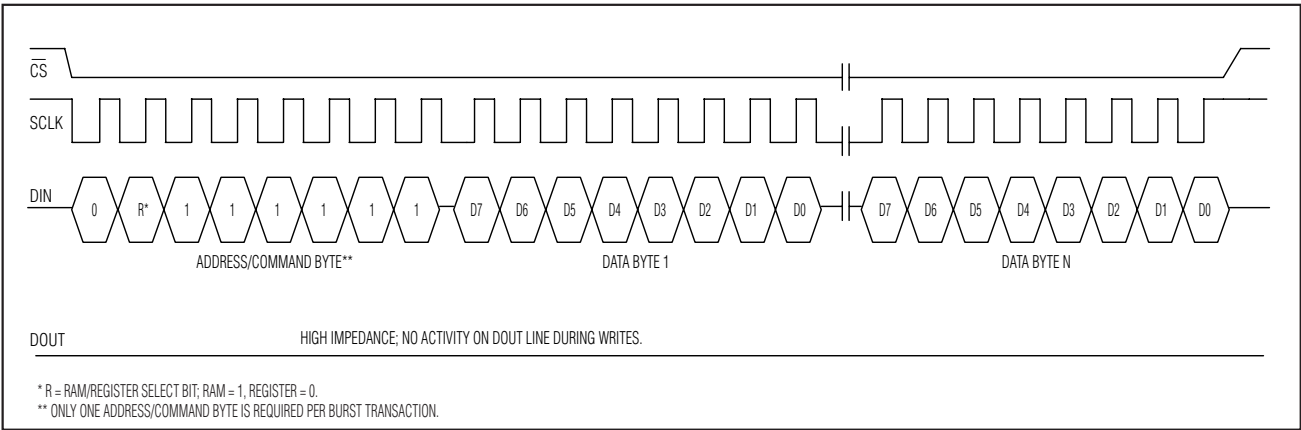 CS
SCLK
DIN 0 R* 1 1 1 1 1 1 D7 D6 D5 D4 D3 D2 D1 D0 D7 D6 D5 D4 D3 D2 D1 D0
ADDRESS/COMMAND BYTE** DATA BYTE 1 DATA BYTE N
DOUT HIGH IMPEDANCE; NO ACTIVITY ON DOUT LINE DURING WRITES.
* R = RAM/REGISTER SELECT BIT; RAM = 1, REGISTER = 0.
** ONLY ONE ADDRESS/COMMAND BYTE IS REQUIRED PER BURST TRANSACTION.